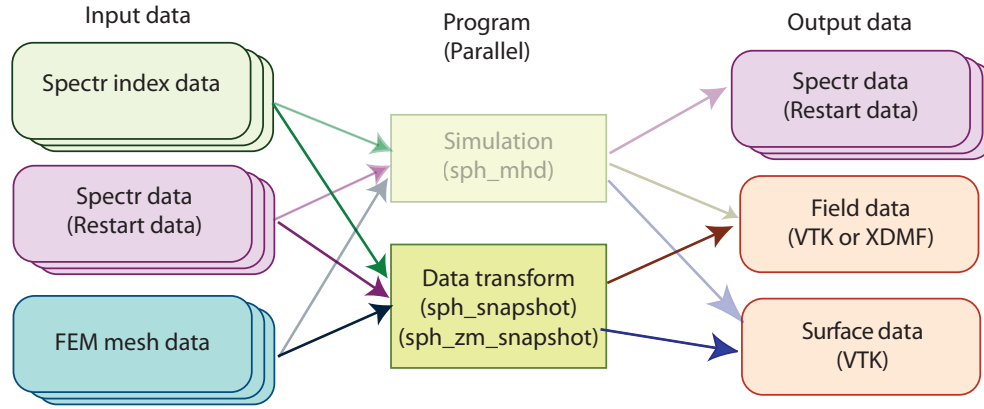 Input data
Program
(Parallel)
Output data
Spectr index data
Spectr data
(Restart data)
FEM mesh data
Simulation
(sph_mhd)
Data transform
(sph_snapshot)
(sph_zm_snapshot)
Spectr data
(Restart data)
Field data
(VTK or XDMF)
Surface data
(VTK)